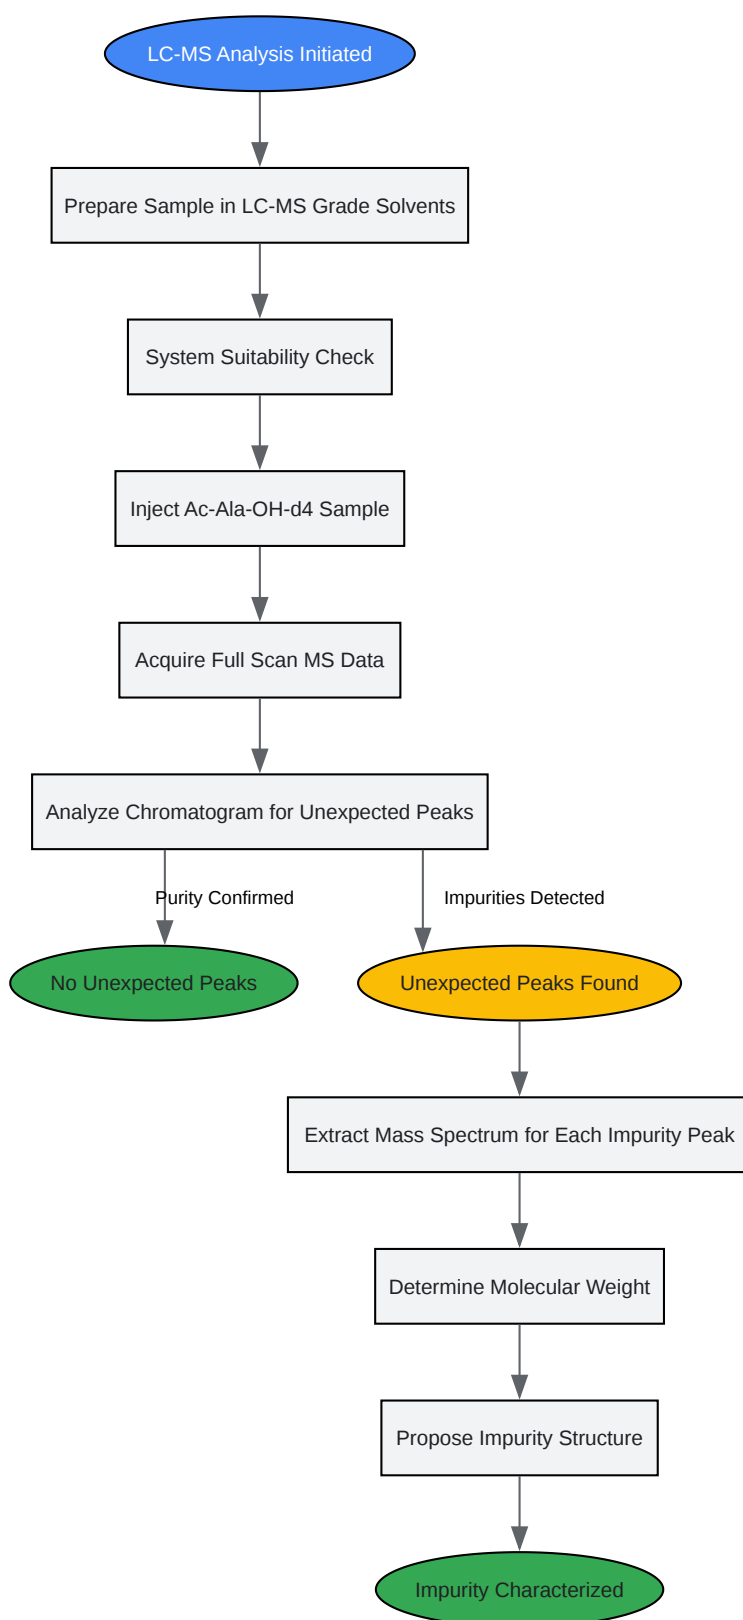 LC-MS Analysis Initiated
Prepare Sample in LC-MS Grade Solvents
System Suitability Check
Inject Ac-Ala-OH-d4 Sample
Acquire Full Scan MS Data
Analyze Chromatogram for Unexpected Peaks
Purity Confirmed
Impurities Detected
No Unexpected Peaks
Unexpected Peaks Found
Extract Mass Spectrum for Each Impurity Peak
Determine Molecular Weight
Propose Impurity Structure
Impurity Characterized